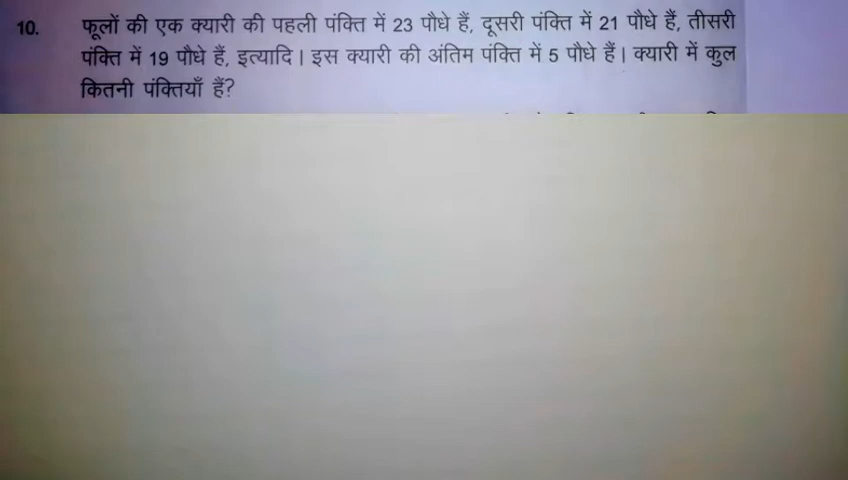 10. फूलों की एक क्यारी की पहली पंक्ति में 23 पौधे हैं, दूसरी पंक्ति में 21 पौधे हैं, तीसरी
पंक्ति में 19 पौधे हैं, इत्यादि। इस क्यारी की अंतिम पंक्ति में 5 पौधे हैं। क्यारी में कुल
कितनी पंक्तियाँ हैं?